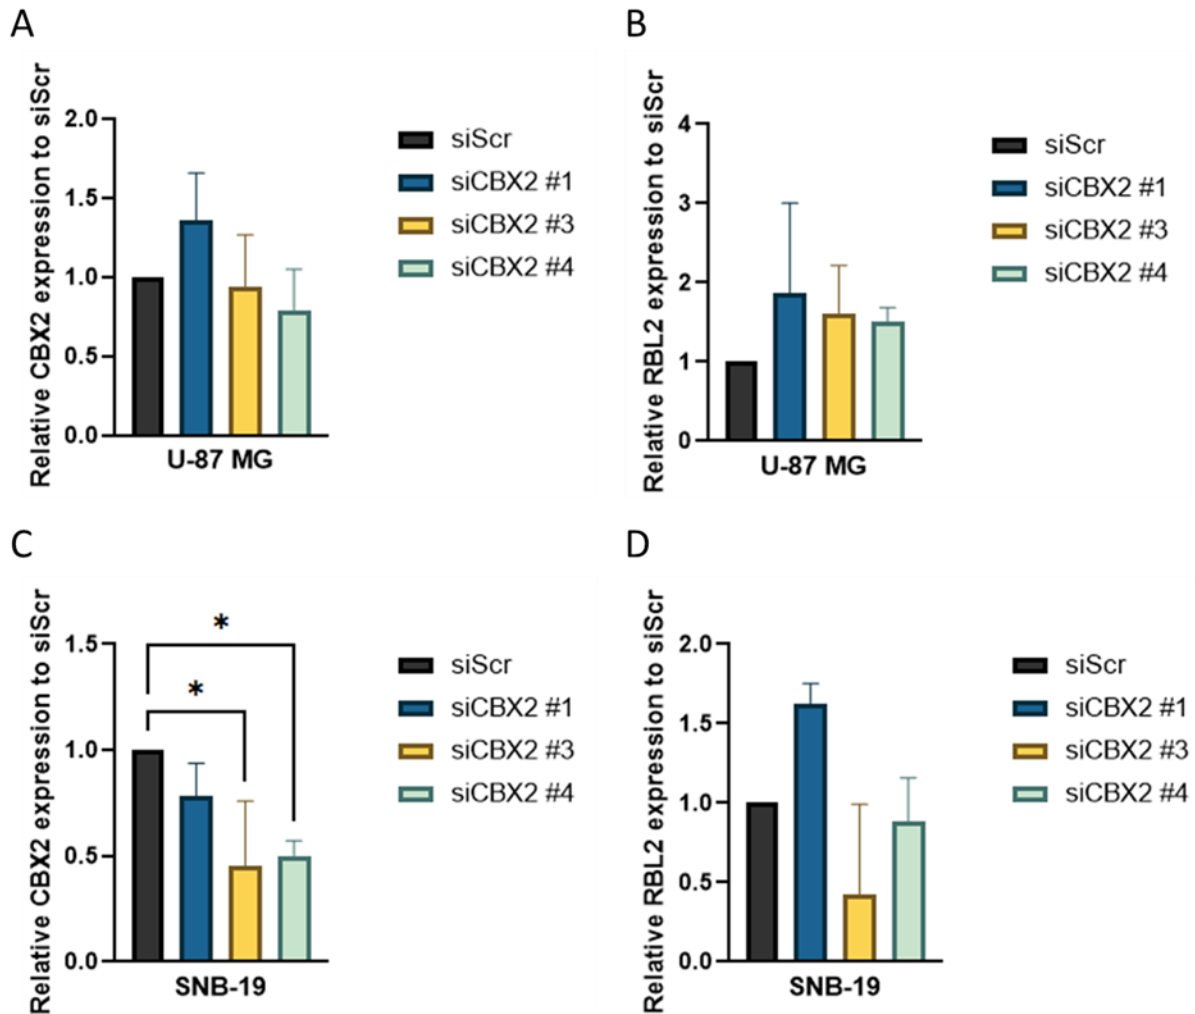 A
Relative CBX2 expression to siScr
2.0
1.5
1.0
0.5
0.0
U-87 MG
siScr
siCBX2 #1
siCBX2 #3
siCBX2 #4
B
Relative RBL2 expression to siScr
4
3
2
1
0
U-87 MG
siScr
siCBX2 #1
siCBX2 #3
siCBX2 #4
C
Relative CBX2 expression to siScr
1.5
1.0
0.5
0.0
*
*
SNB-19
siScr
siCBX2 #1
siCBX2 #3
siCBX2 #4
D
Relative RBL2 expression to siScr
2.0
1.5
1.0
0.5
0.0
SNB-19
siScr
siCBX2 #1
siCBX2 #3
siCBX2 #4